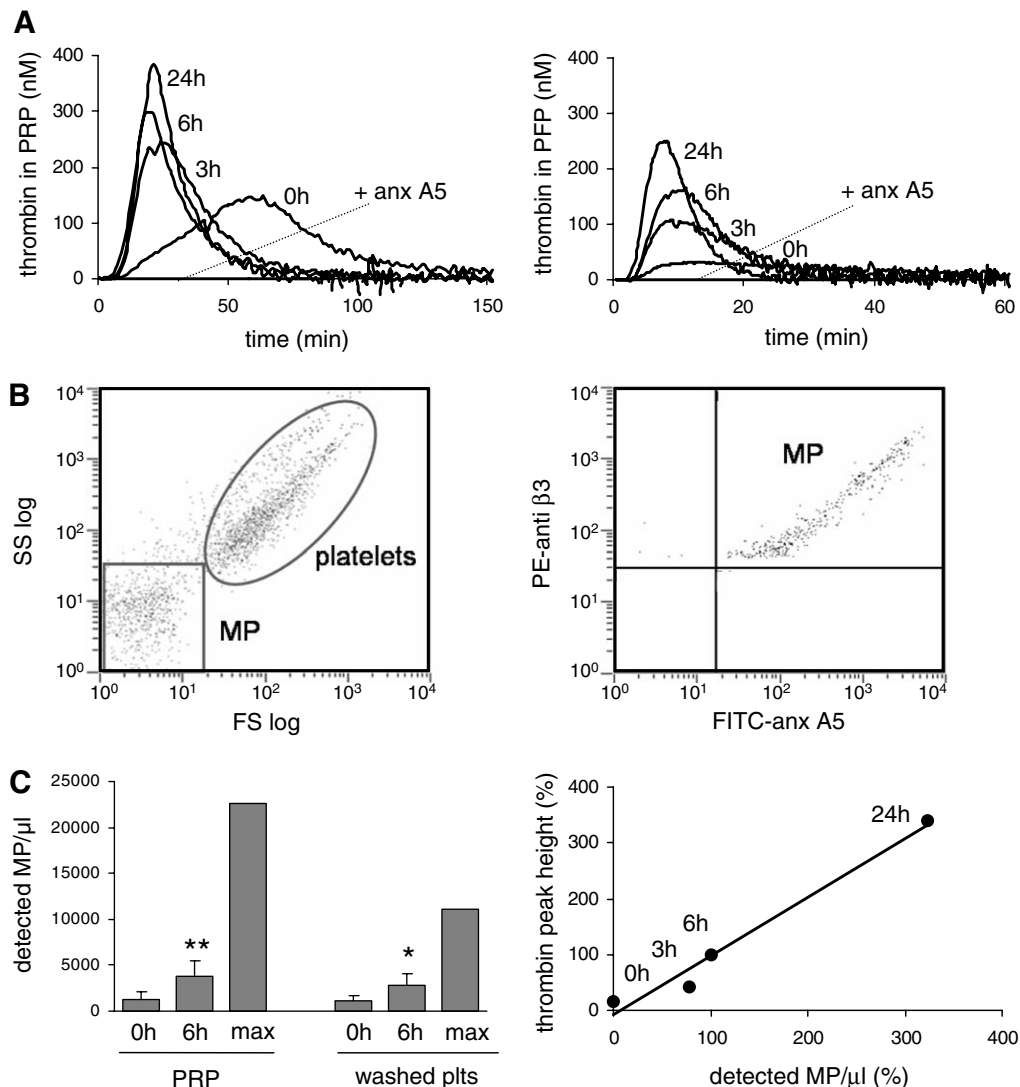 A
thrombin in PRP (nM)
400
300
200
100
0
24h
6h
3h
0h
+ anx A5
0
50
100
150
time (min)
thrombin in PFP (nM)
400
300
200
100
0
24h
6h
3h
0h
+ anx A5
0
20
40
60
time (min)
B
SS log
10⁴
10³
10²
10¹
10⁰
platelets
MP
10⁰
10¹
10²
10³
10⁴
FS log
PE-anti β3
10⁴
10³
10²
10¹
10⁰
MP
10⁰
10¹
10²
10³
10⁴
FITC-anx A5
C
detected MP/µl
25000
20000
15000
10000
5000
0
**
*
0h
6h
max
0h
6h
max
PRP
washed plts
thrombin peak height (%)
400
300
200
100
0
24h
6h
3h
0h
0
100
200
300
400
detected MP/µl (%)